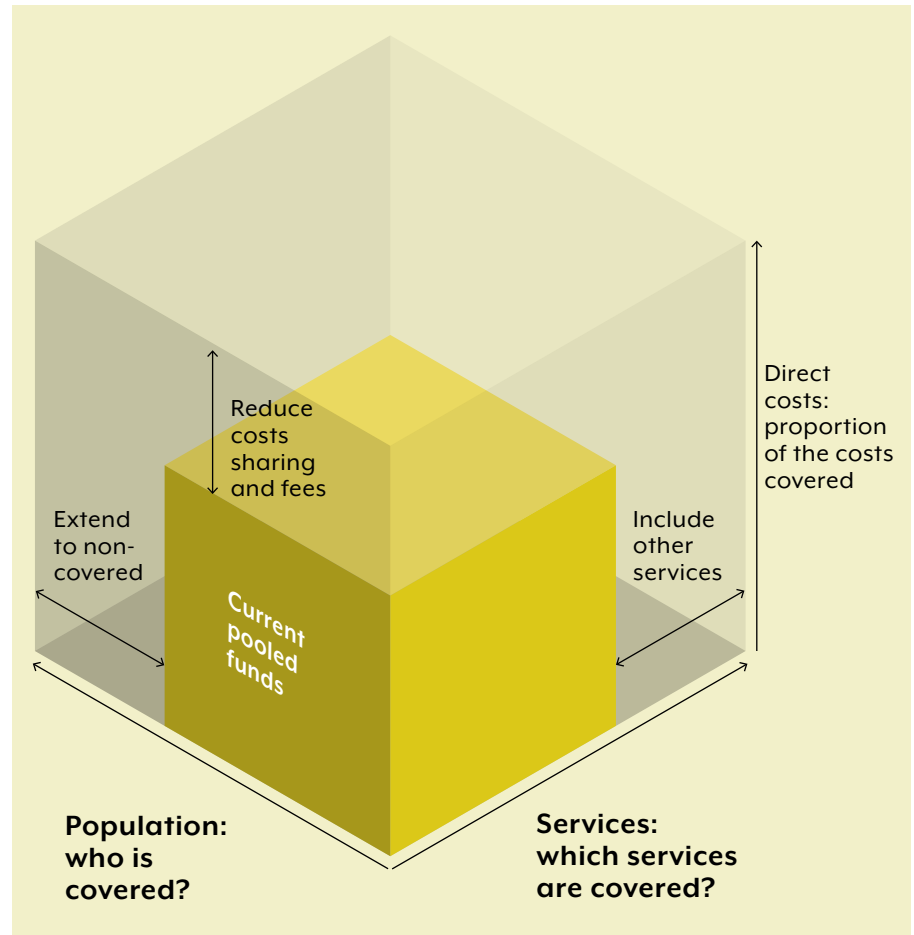 Direct
costs:
proportion
of the costs
covered
Reduce
costs
sharing
and fees
Extend
to non-
covered
Include
other
services
Current
pooled
funds
Population:
who is
covered?
Services:
which services
are covered?